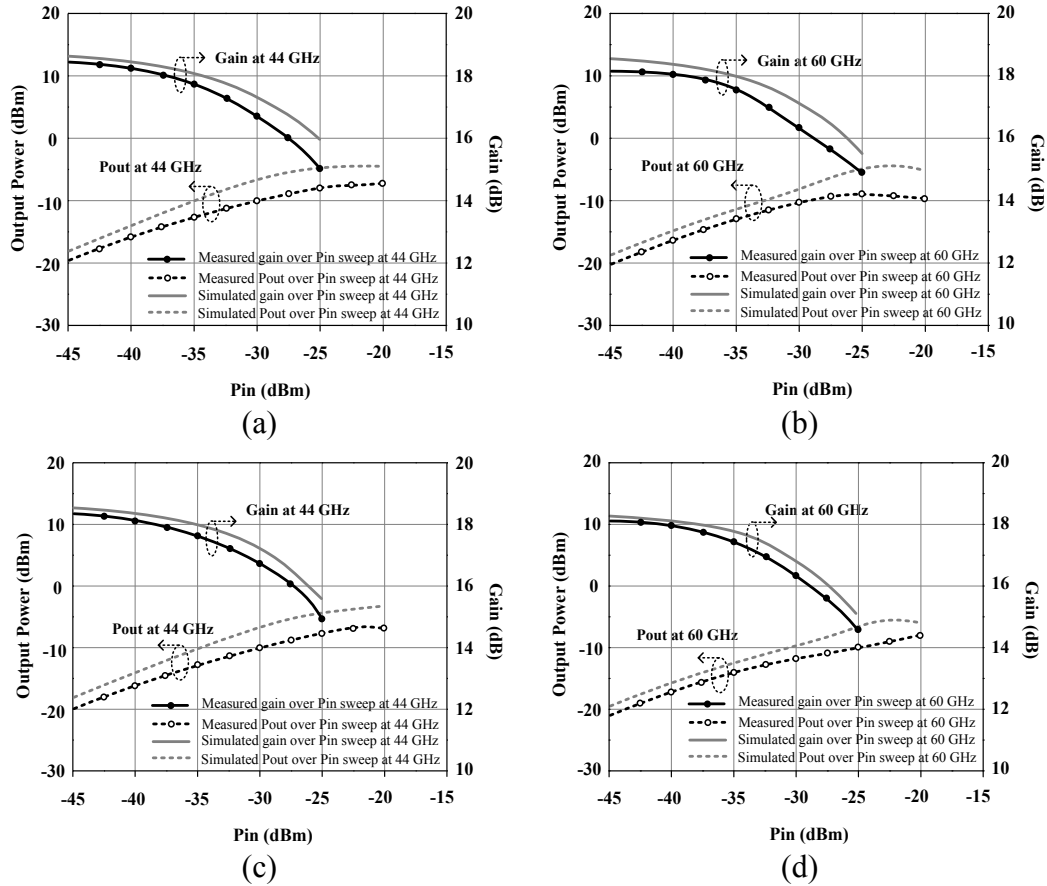 20
10
0
-10
-20
-30
Output Power (dBm)
20
18
16
14
12
10
Gain (dB)
Gain at 44 GHz
Pout at 44 GHz
Measured gain over Pin sweep at 44 GHz
Measured Pout over Pin sweep at 44 GHz
Simulated gain over Pin sweep at 44 GHz
Simulated Pout over Pin sweep at 44 GHz
-45 -40 -35 -30 -25 -20 -15
Pin (dBm)
(a)
20
10
0
-10
-20
-30
Output Power (dBm)
20
18
16
14
12
10
Gain (dB)
Gain at 60 GHz
Pout at 60 GHz
Measured gain over Pin sweep at 60 GHz
Measured Pout over Pin sweep at 60 GHz
Simulated gain over Pin sweep at 60 GHz
Simulated Pout over Pin sweep at 60 GHz
-45 -40 -35 -30 -25 -20 -15
Pin (dBm)
(b)
20
10
0
-10
-20
-30
Output Power (dBm)
20
18
16
14
12
10
Gain (dB)
Gain at 44 GHz
Pout at 44 GHz
Measured gain over Pin sweep at 44 GHz
Measured Pout over Pin sweep at 44 GHz
Simulated gain over Pin sweep at 44 GHz
Simulated Pout over Pin sweep at 44 GHz
-45 -40 -35 -30 -25 -20 -15
Pin (dBm)
(c)
20
10
0
-10
-20
-30
Output Power (dBm)
20
18
16
14
12
10
Gain (dB)
Gain at 60 GHz
Pout at 60 GHz
Measured gain over Pin sweep at 60 GHz
Measured Pout over Pin sweep at 60 GHz
Simulated gain over Pin sweep at 60 GHz
Simulated Pout over Pin sweep at 60 GHz
-45 -40 -35 -30 -25 -20 -15
Pin (dBm)
(d)